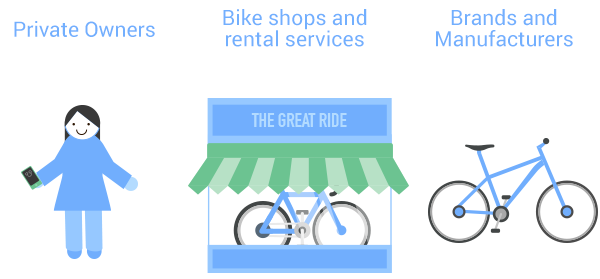 Private Owners
Bike shops and
rental services
Brands and
Manufacturers
THE GREAT RIDE